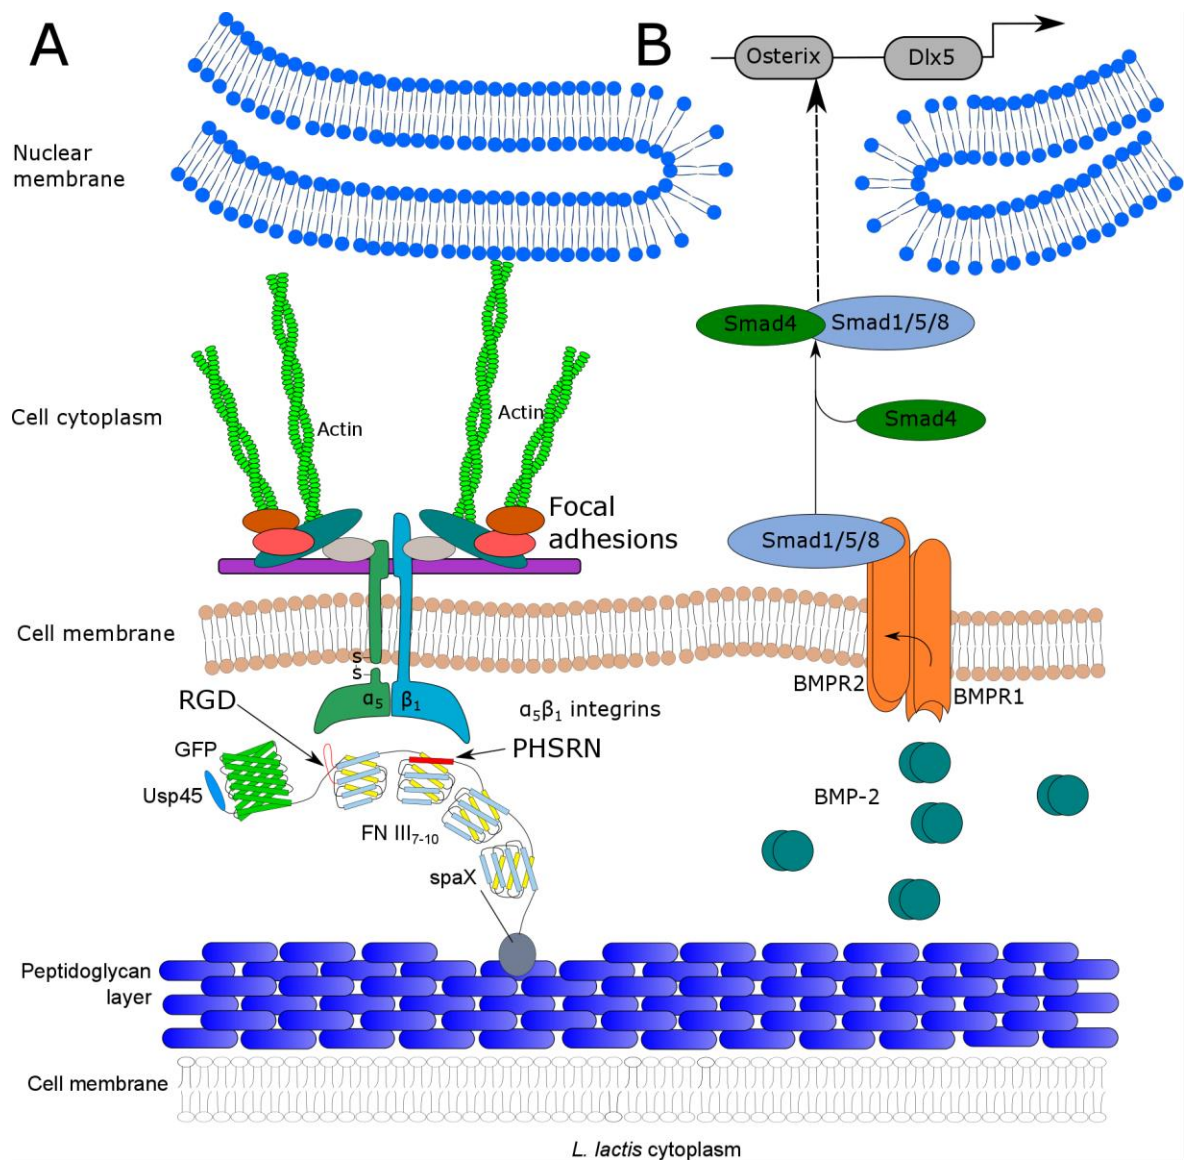 A
B
Osterix
Dlx5
Nuclear
membrane
Smad4
Smad1/5/8
Cell cytoplasm
Actin
Actin
Smad4
Focal
adhesions
Smad1/5/8
Cell membrane
s
s
α5
β1
BMPR2
BMPR1
RGD
α5β1 integrins
GFP
PHSRN
Usp45
BMP-2
FN III7-10
spaX
Peptidoglycan
layer
Cell membrane
L. lactis cytoplasm